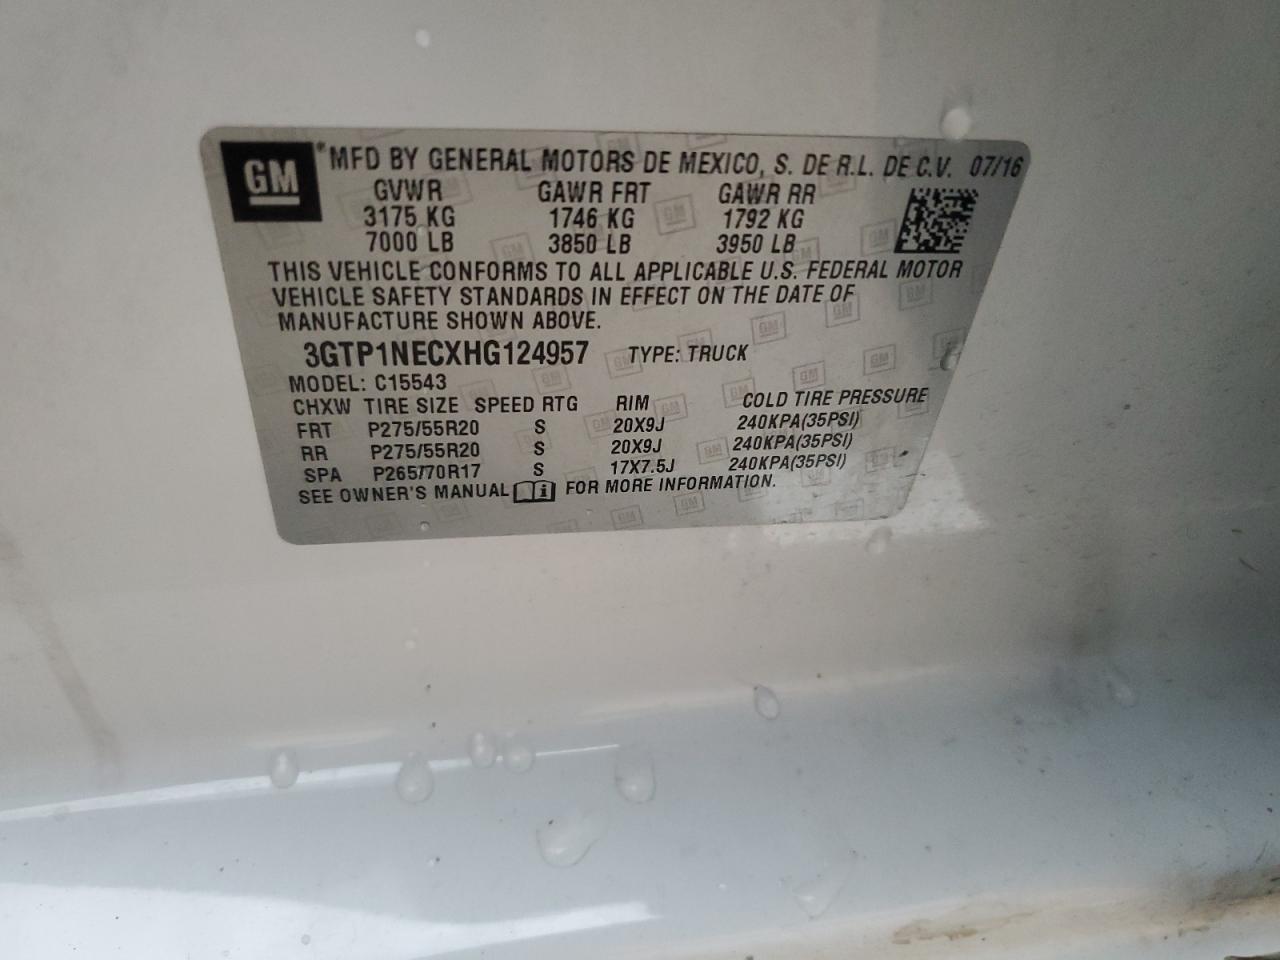 GM
*MFD BY GENERAL MOTORS DE MEXICO, S. DE R.L. DE C.V. 07/16
GVWR GAWR FRT GAWR RR
3175 KG 1746 KG 1792 KG
7000 LB 3850 LB 3950 LB
THIS VEHICLE CONFORMS TO ALL APPLICABLE U.S. FEDERAL MOTOR
VEHICLE SAFETY STANDARDS IN EFFECT ON THE DATE OF
MANUFACTURE SHOWN ABOVE.
3GTP1NECXHG124957 TYPE: TRUCK
MODEL: C15543
CHXW TIRE SIZE SPEED RTG RIM COLD TIRE PRESSURE
FRT P275/55R20 S 20X9J 240KPA(35PSI)
RR P275/55R20 S 20X9J 240KPA(35PSI)
SPA P265/70R17 S 17X7.5J 240KPA(35PSI)
SEE OWNER'S MANUAL FOR MORE INFORMATION.